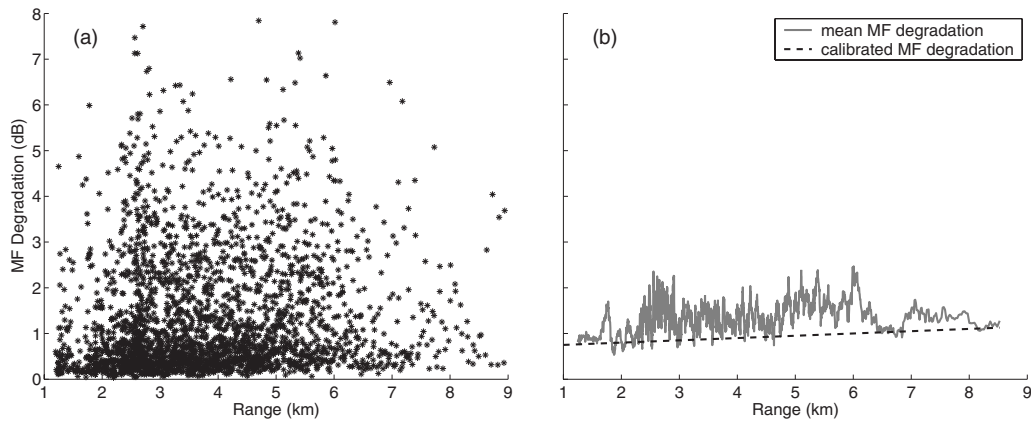 8
7
6
5
4
3
2
1
0
MF Degradation (dB)
(a)
1 2 3 4 5 6 7 8 9
Range (km)
(b)
mean MF degradation
calibrated MF degradation
1 2 3 4 5 6 7 8 9
Range (km)